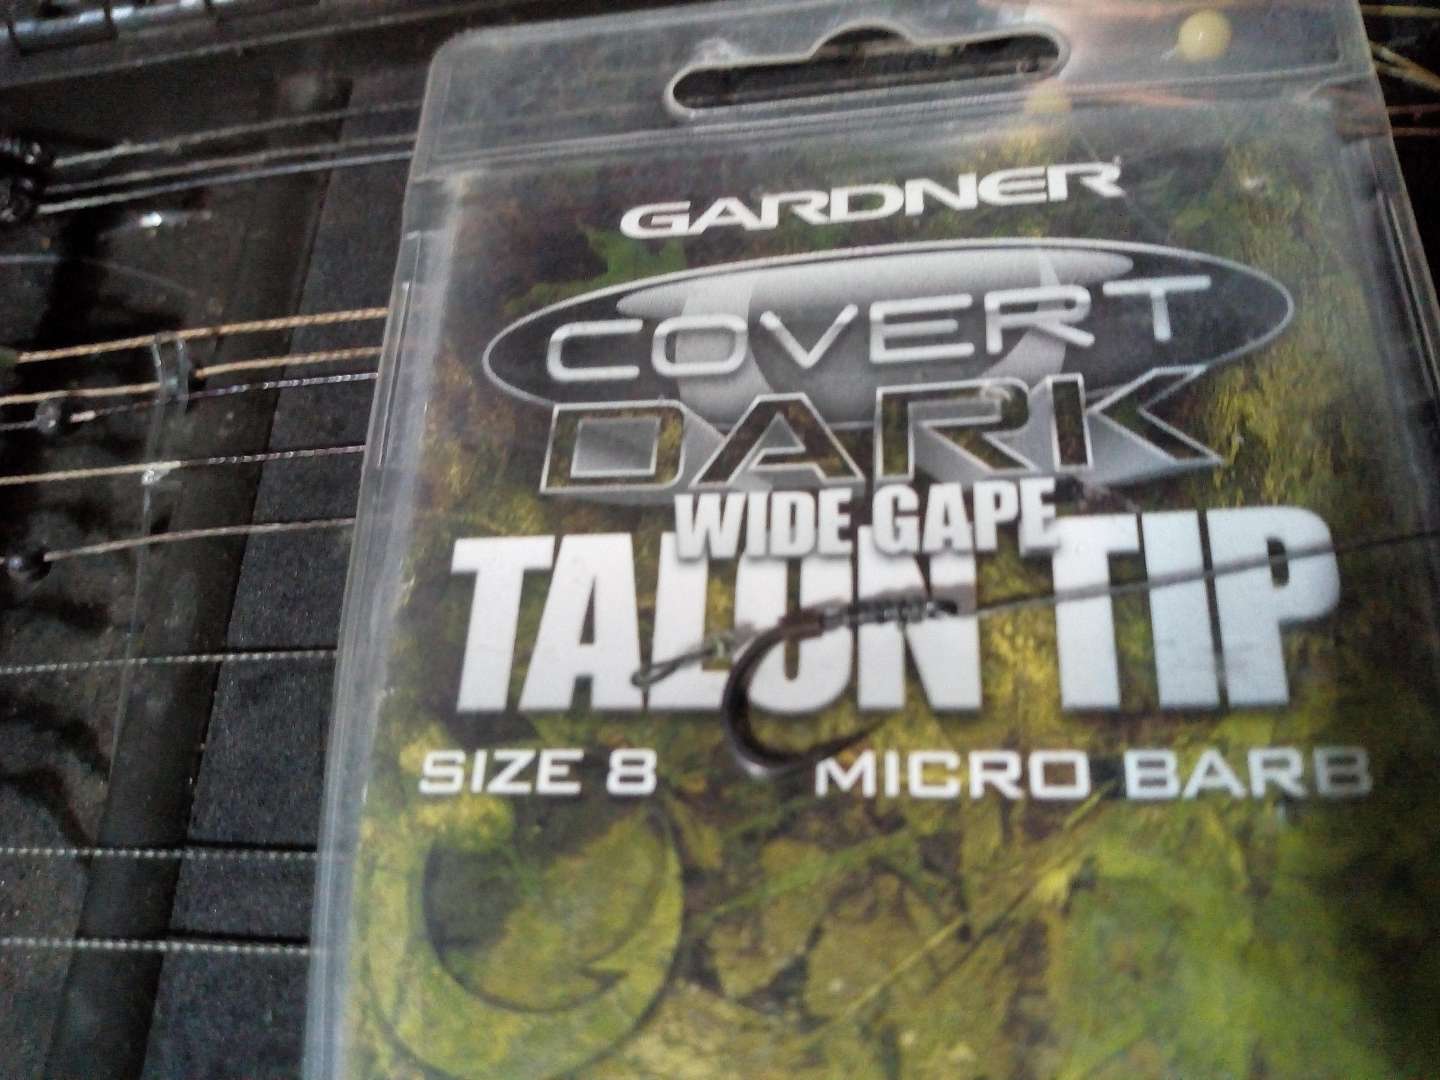 GARDNER
COVERT
DARK
WIDE GAPE
TALON TIP
SIZE 8 MICRO BARB